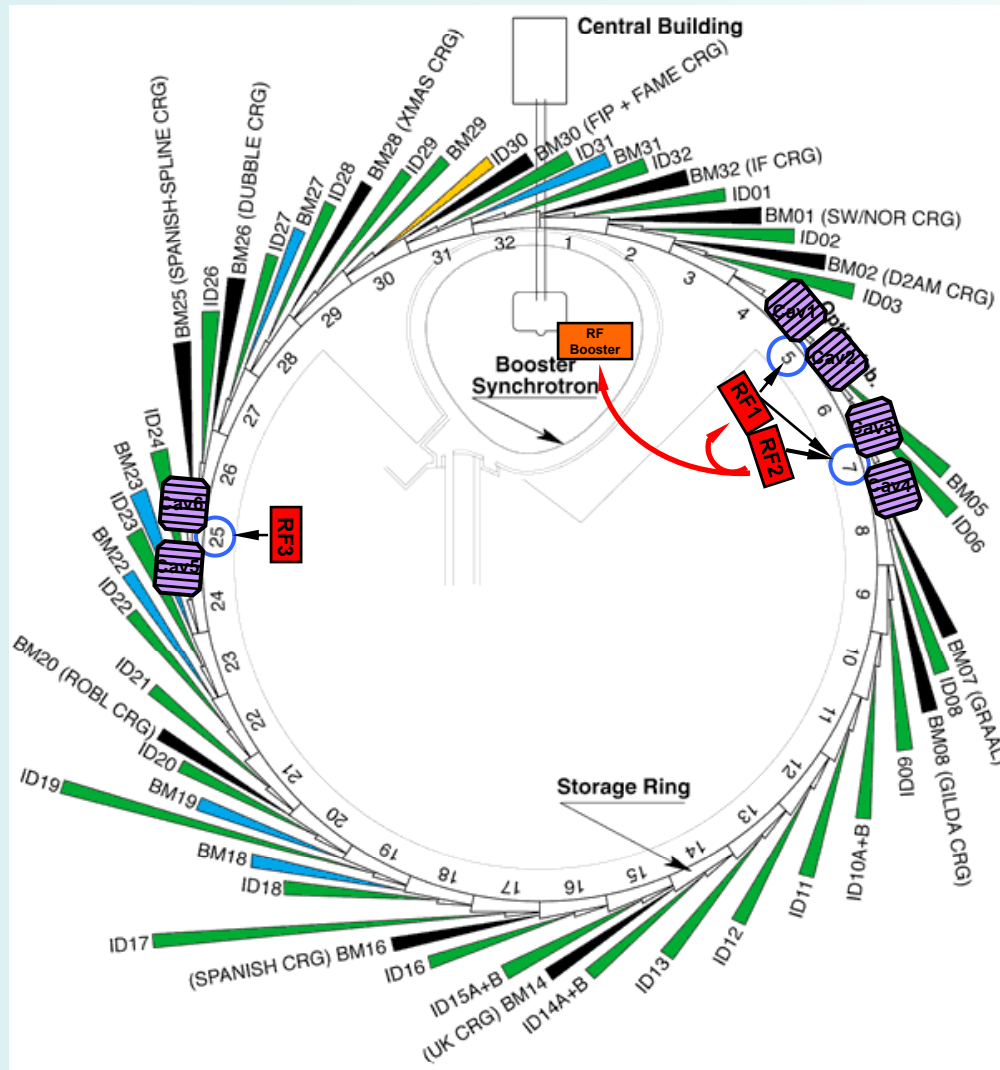 Central Building
BM25 (SPANISH-SPLINE CRG)
ID26
BM26 (DUBBLE CRG)
ID27
BM27
ID28
BM28 (XMAS CRG)
ID29
BM29
ID30
BM30 (FIP + FAME CRG)
ID31
BM31
ID32
BM32 (IF CRG)
ID01
BM01 (SW/NOR CRG)
ID02
BM02 (D2AM CRG)
ID03
Cav1
Cav2
Cav3
Cav4
BM05
ID06
BM07 (GRAAL)
ID08
BM08 (GILDA CRG)
ID09
ID10A+B
ID11
ID12
ID13
ID14A+B
(UK CRG) BM14
ID15A+B
ID16
(SPANISH CRG) BM16
ID17
ID18
BM18
ID19
BM19
ID20
BM20 (ROBL CRG)
ID21
ID22
BM22
ID23
BM23
ID24
Cav6
Cav5
1
2
3
4
5
6
7
8
9
10
11
12
13
14
15
16
17
18
19
20
21
22
23
24
25
26
27
28
29
30
31
32
RF
Booster
Booster
Synchrotron
RF1
RF2
RF3
Storage Ring